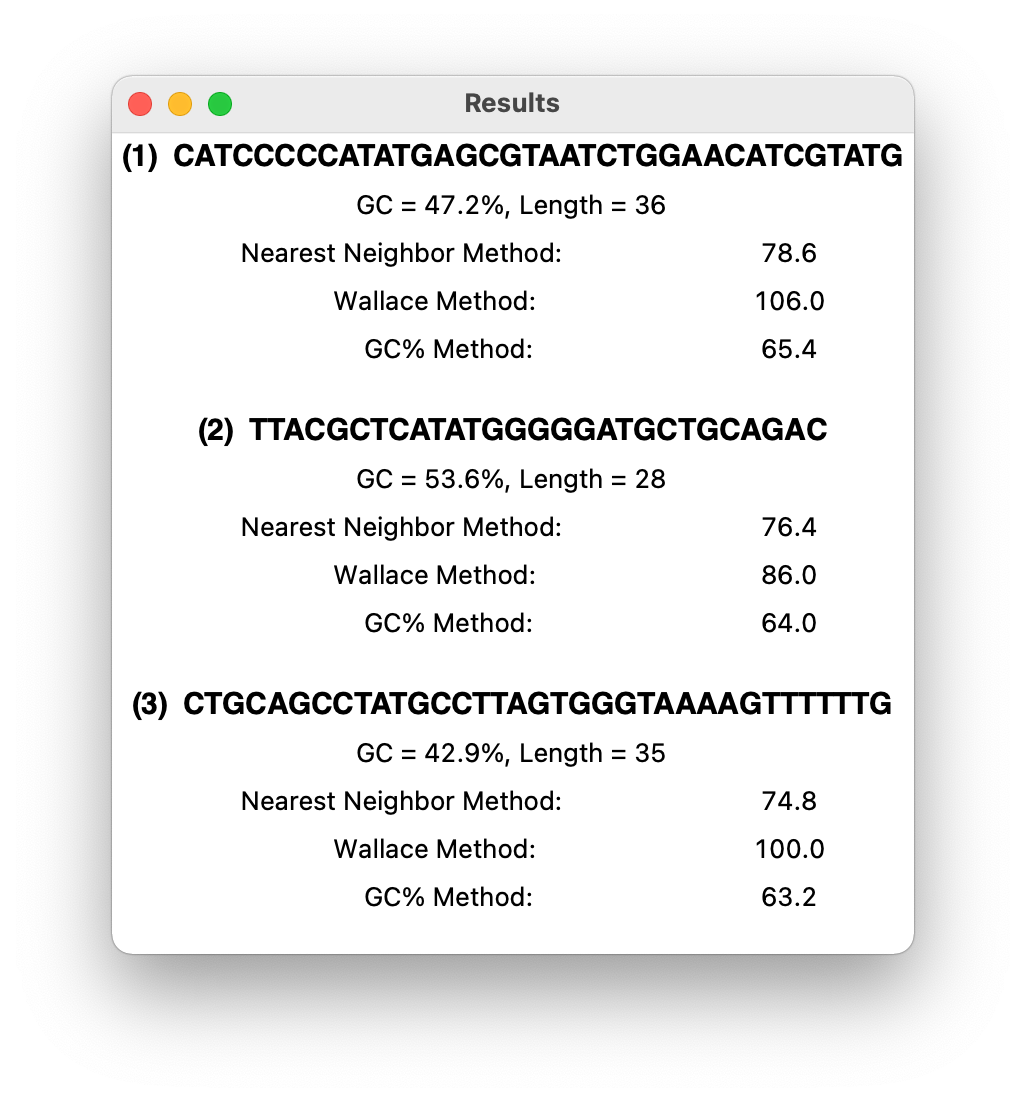 Results
(1) CATCCCCCATATGAGCGTAATCTGGAACATCGTATG
GC = 47.2%, Length = 36
Nearest Neighbor Method: 78.6
Wallace Method: 106.0
GC% Method: 65.4
(2) TTACGCTCATATGGGGGATGCTGCAGAC
GC = 53.6%, Length = 28
Nearest Neighbor Method: 76.4
Wallace Method: 86.0
GC% Method: 64.0
(3) CTGCAGCCTATGCCTTAGTGGGTAAAAGTTTTTTG
GC = 42.9%, Length = 35
Nearest Neighbor Method: 74.8
Wallace Method: 100.0
GC% Method: 63.2